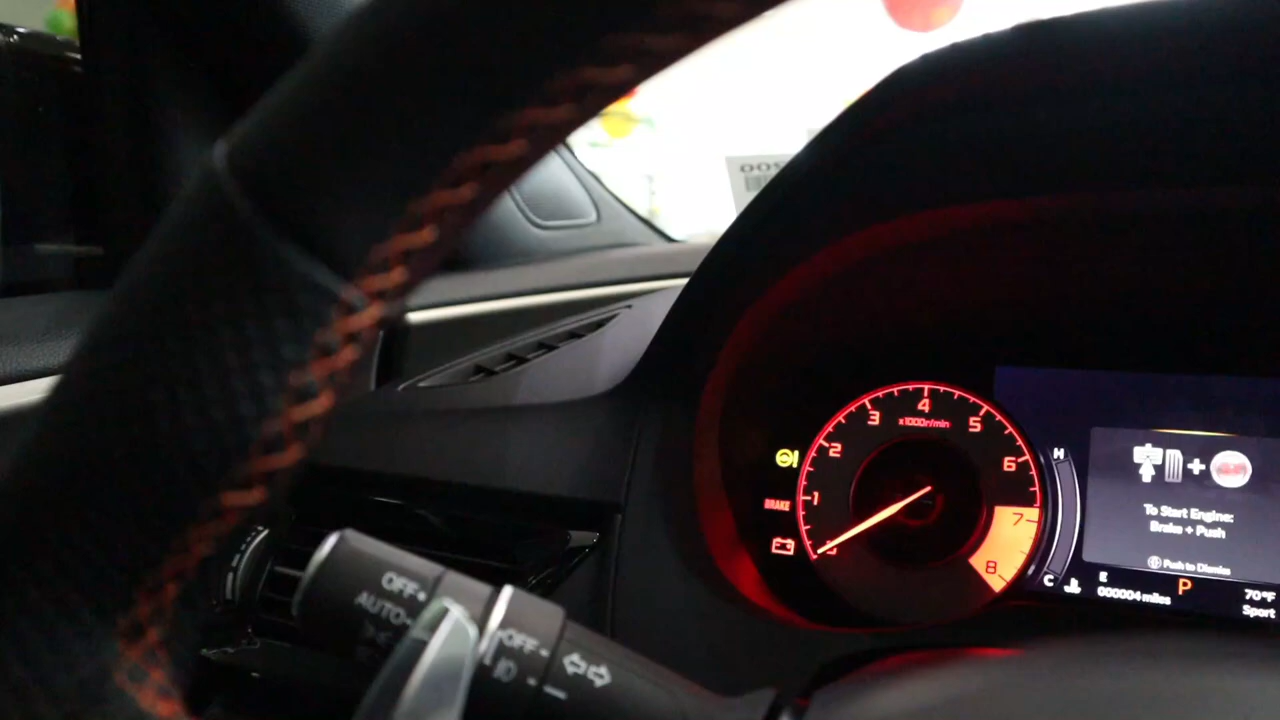 4
3
5
x1000r/min
2
6
H
1
7
BRAKE
To Start Engine:
Brake + Push
8
Push to Dismiss
C
E
P
70°F
000004 miles
Sport
OFF
AUTO
OFF